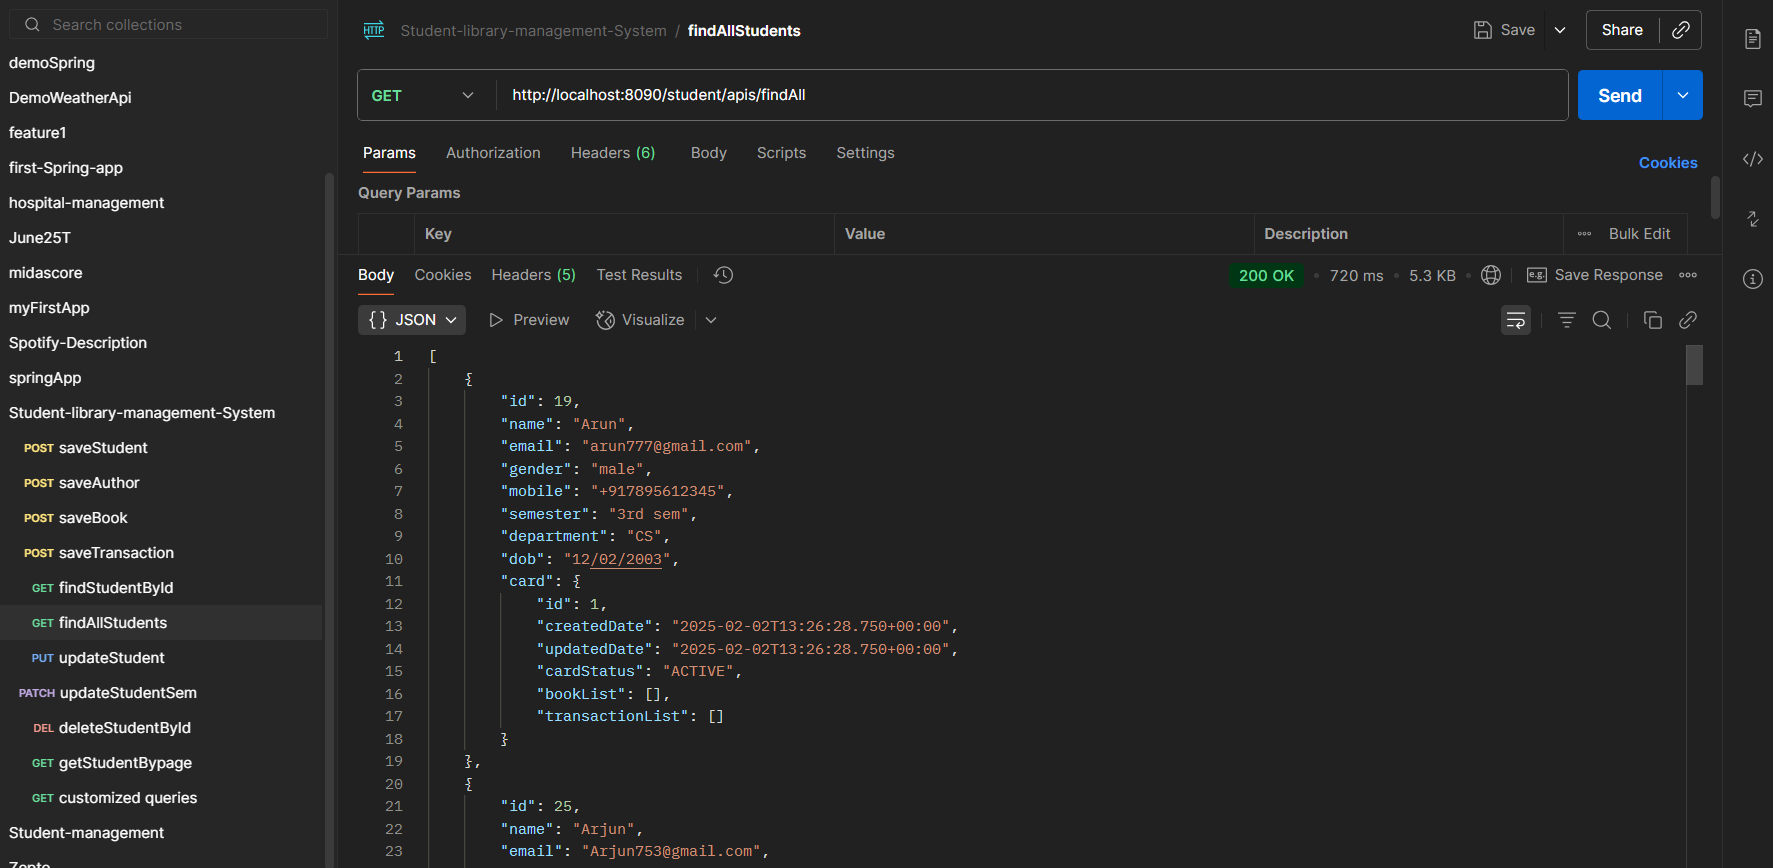 Search collections
demoSpring
DemoWeatherApi
feature1
first-Spring-app
hospital-management
June25T
midascore
myFirstApp
Spotify-Description
springApp
Student-library-management-System
POST saveStudent
POST saveAuthor
POST saveBook
POST saveTransaction
GET findStudentById
GET findAllStudents
PUT updateStudent
PATCH updateStudentSem
DEL deleteStudentById
GET getStudentBypage
GET customized queries
Student-management
HTTP Student-library-management-System / findAllStudents
Save
Share
GET http://localhost:8090/student/apis/findAll
Send
Params Authorization Headers (6) Body Scripts Settings
Cookies
Query Params
Key Value Description Bulk Edit
Body Cookies Headers (5) Test Results
200 OK • 720 ms • 5.3 KB • e.g. Save Response
{} JSON Preview Visualize
1 [
2 {
3 "id": 19,
4 "name": "Arun",
5 "email": "arun777@gmail.com",
6 "gender": "male",
7 "mobile": "+917895612345",
8 "semester": "3rd sem",
9 "department": "CS",
10 "dob": "12/02/2003",
11 "card": {
12 "id": 1,
13 "createdDate": "2025-02-02T13:26:28.750+00:00",
14 "updatedDate": "2025-02-02T13:26:28.750+00:00",
15 "cardStatus": "ACTIVE",
16 "bookList": [],
17 "transactionList": []
18 }
19 },
20 {
21 "id": 25,
22 "name": "Arjun",
23 "email": "Arjun753@gmail.com",